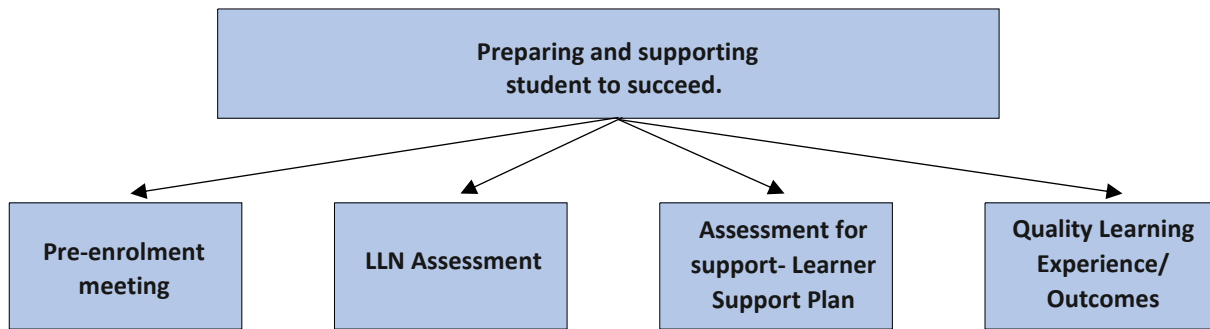 Preparing and supporting
student to succeed.
Pre-enrolment
meeting
LLN Assessment
Assessment for
support- Learner
Support Plan
Quality Learning
Experience/
Outcomes